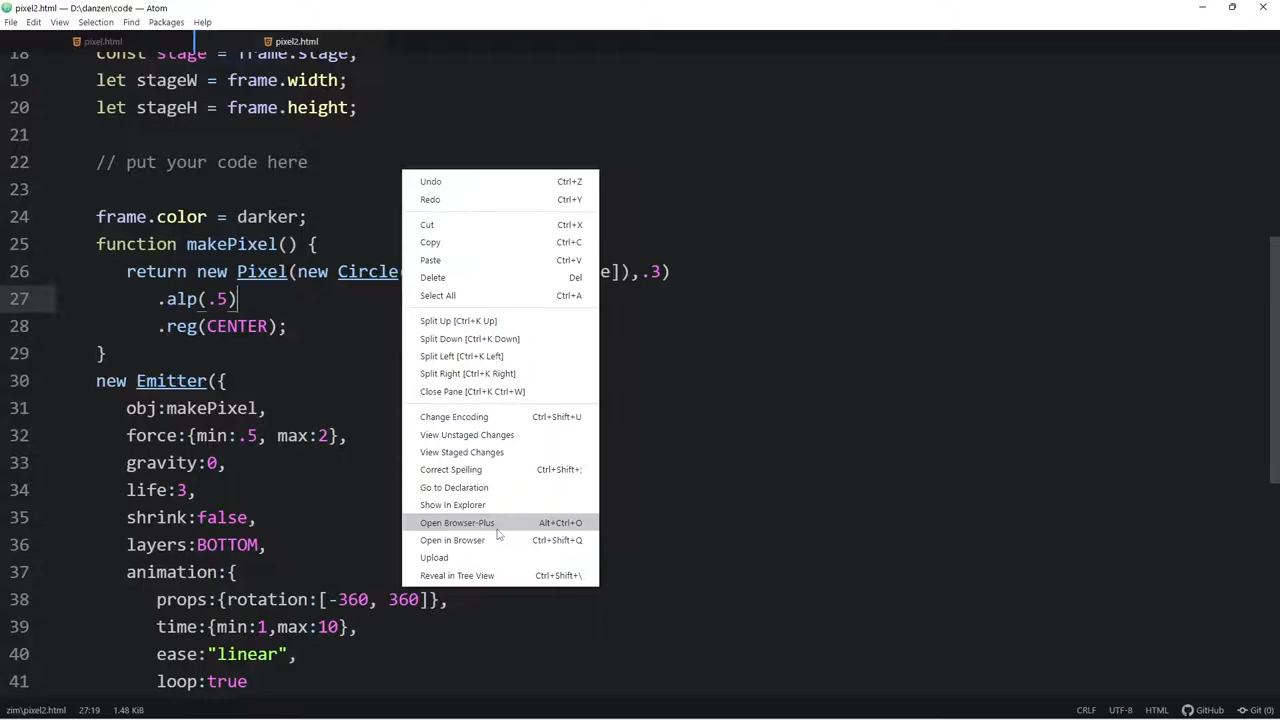 pixel2.html — D:\danzen\code — Atom
File Edit View Selection Find Packages Help
pixel.html pixel2.html
18 const stage = frame.stage;
19 let stageW = frame.width;
20 let stageH = frame.height;
21
22 // put your code here
23
24 frame.color = darker;
25 function makePixel() {
26 return new Pixel(new Circle( e]),.3)
27 .alp(.5)
28 .reg(CENTER);
29 }
30 new Emitter({
31 obj:makePixel,
32 force:{min:.5, max:2},
33 gravity:0,
34 life:3,
35 shrink:false,
36 layers:BOTTOM,
37 animation:{
38 props:{rotation:[-360, 360]},
39 time:{min:1,max:10},
40 ease:"linear",
41 loop:true
Undo Ctrl+Z
Redo Ctrl+Y
Cut Ctrl+X
Copy Ctrl+C
Paste Ctrl+V
Delete Del
Select All Ctrl+A
Split Up [Ctrl+K Up]
Split Down [Ctrl+K Down]
Split Left [Ctrl+K Left]
Split Right [Ctrl+K Right]
Close Pane [Ctrl+K Ctrl+W]
Change Encoding Ctrl+Shift+U
View Unstaged Changes
View Staged Changes
Correct Spelling Ctrl+Shift+;
Go to Declaration
Show In Explorer
Open Browser-Plus Alt+Ctrl+O
Open in Browser Ctrl+Shift+Q
Upload
Reveal in Tree View Ctrl+Shift+\
zim\pixel2.html 27:19 1.48 KiB CRLF UTF-8 HTML GitHub Git (0)